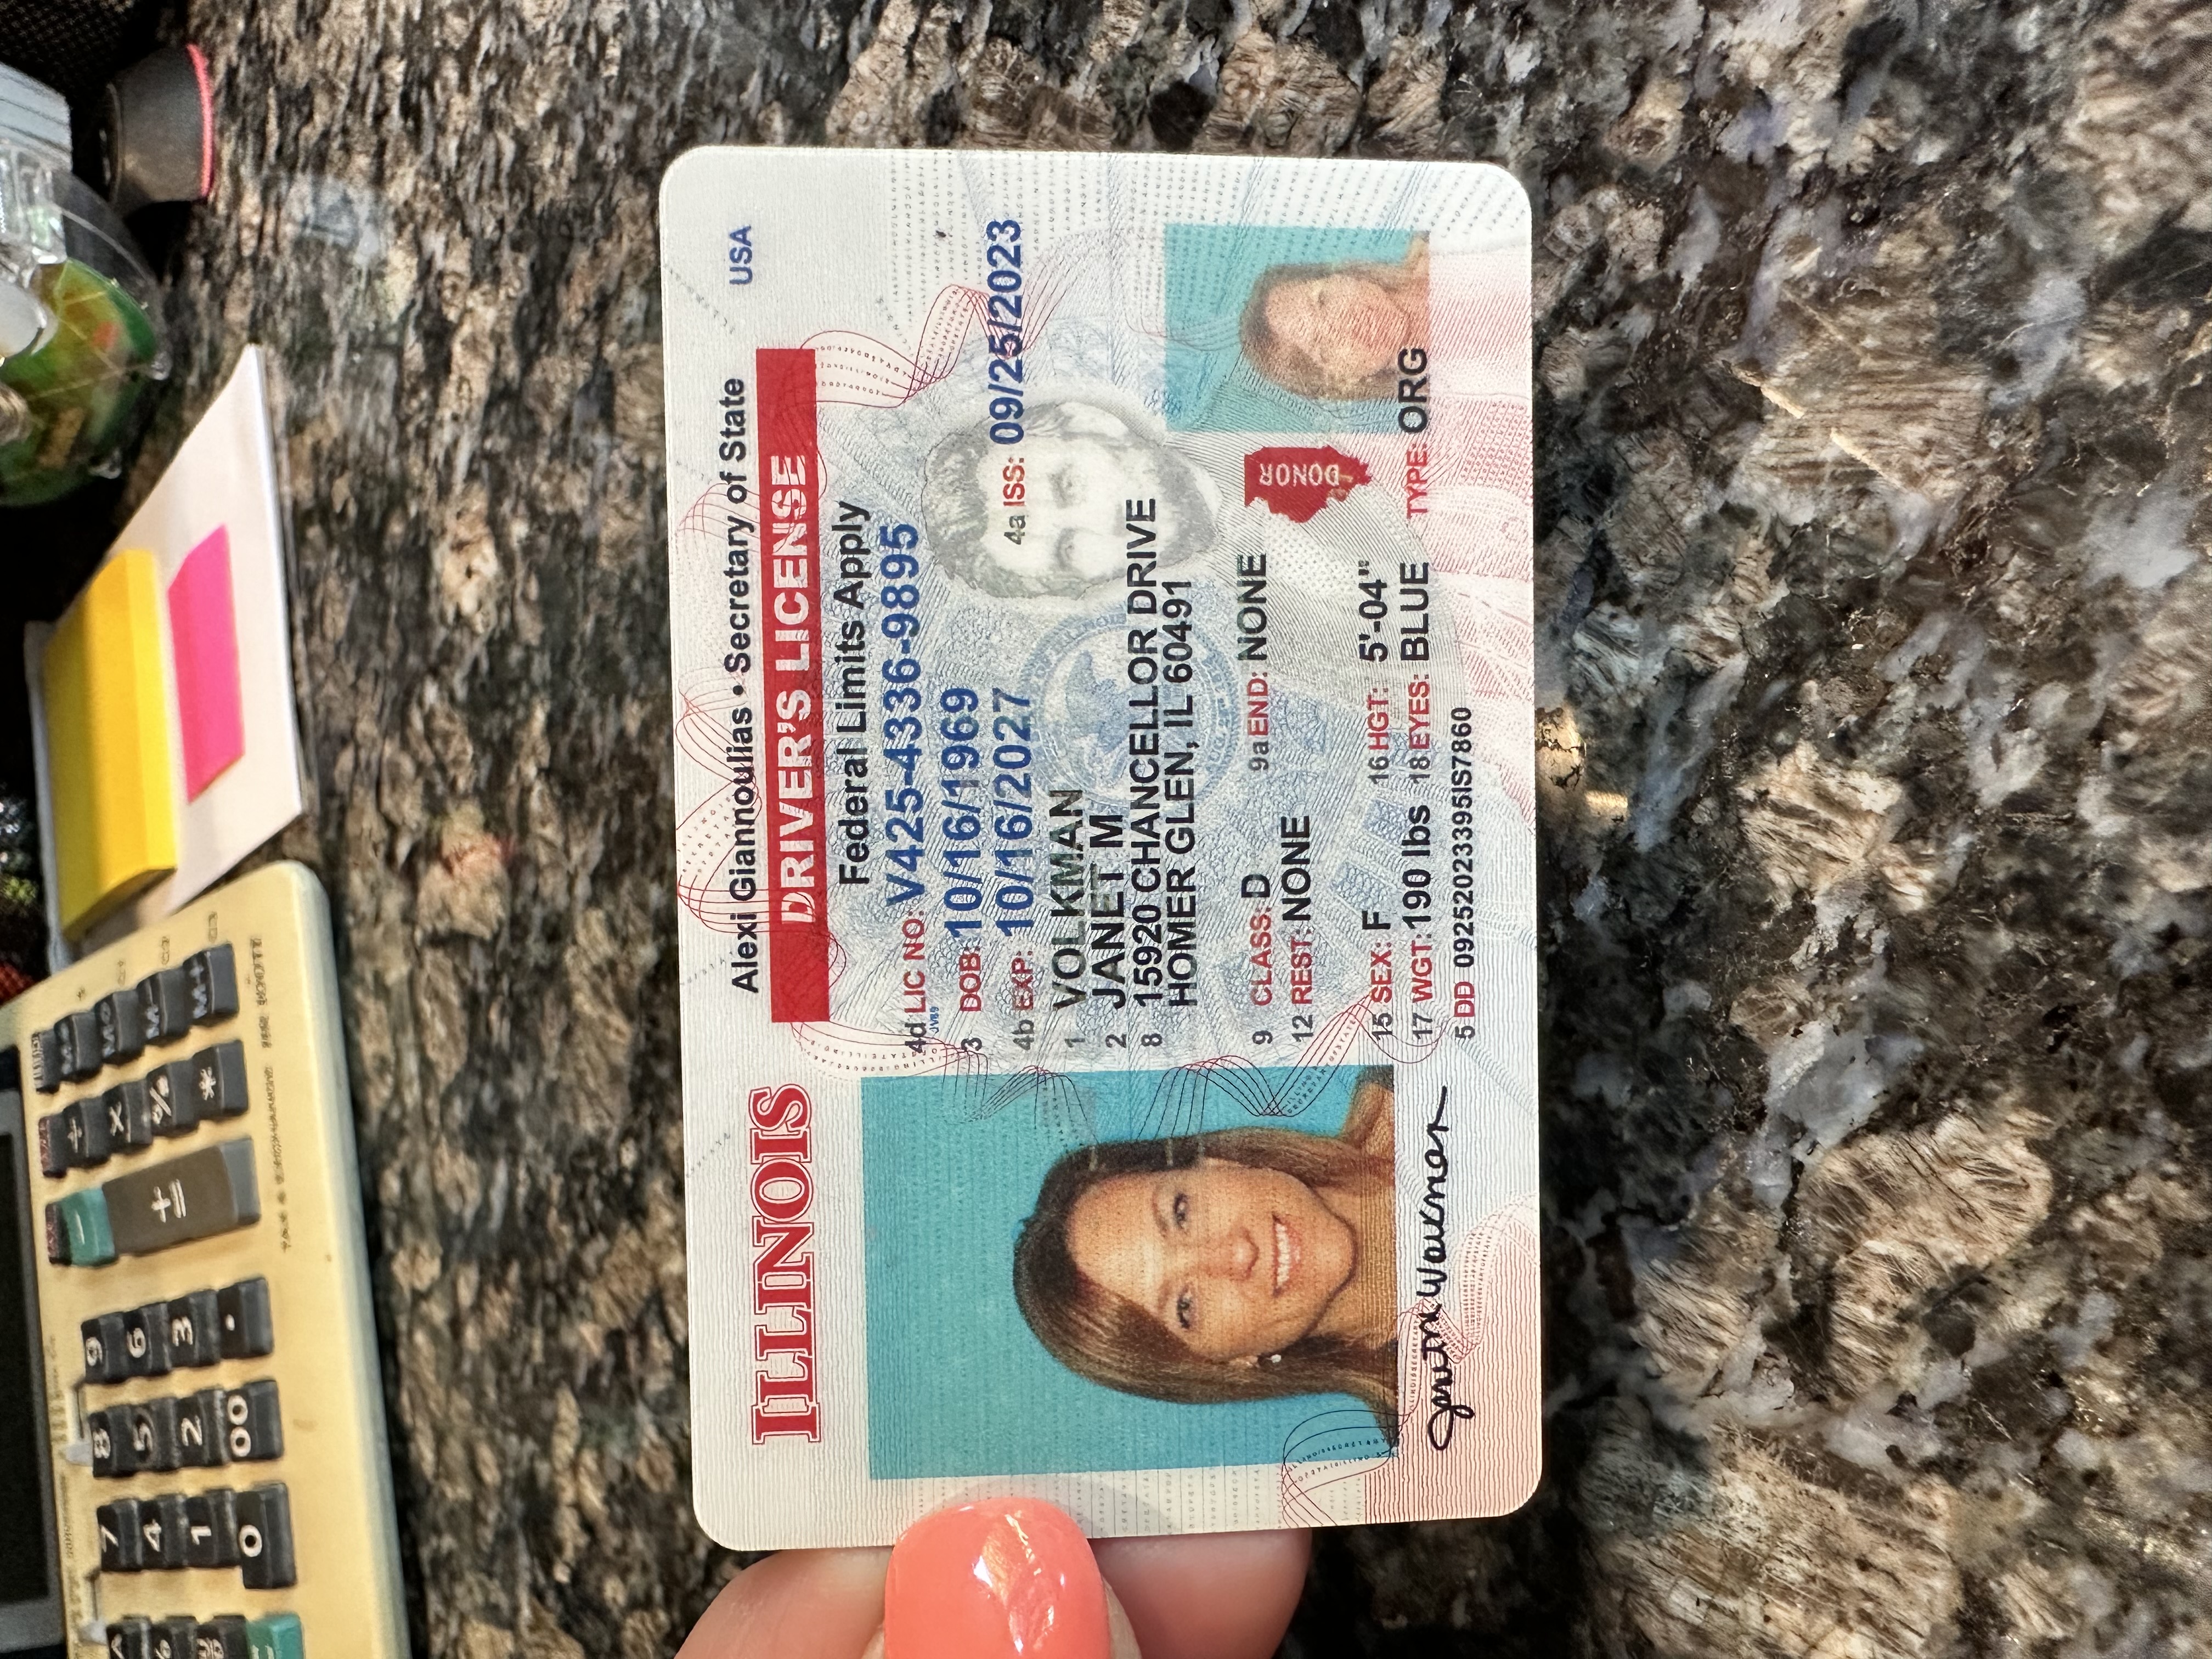 7 8 9
4 5 6
1 2 3
0 00 .
+
=
÷
×
%
*
M-
M+
ILLINOIS
Alexi Giannoulias • Secretary of State
USA
DRIVER'S LICENSE
Federal Limits Apply
4d LIC NO: V425-4336-9895
JV69
3 DOB: 10/16/1969
4b EXP: 10/16/2027
4a ISS: 09/25/2023
1 VOLKMAN
2 JANET M
8 15920 CHANCELLOR DRIVE
HOMER GLEN, IL 60491
9 CLASS: D 9a END: NONE
12 REST: NONE
DONOR
15 SEX: F 16 HGT: 5'-04"
17 WGT: 190 lbs 18 EYES: BLUE TYPE: ORG
5 DD 09252023395IS7860
Janet M Volkman